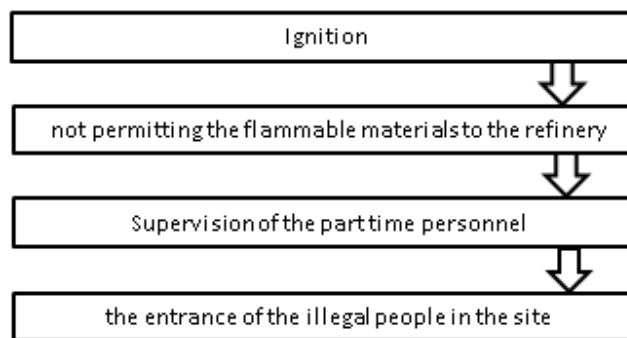 Ignition
not permitting the flammable materials to the refinery
Supervision of the part time personnel
the entrance of the illegal people in the site